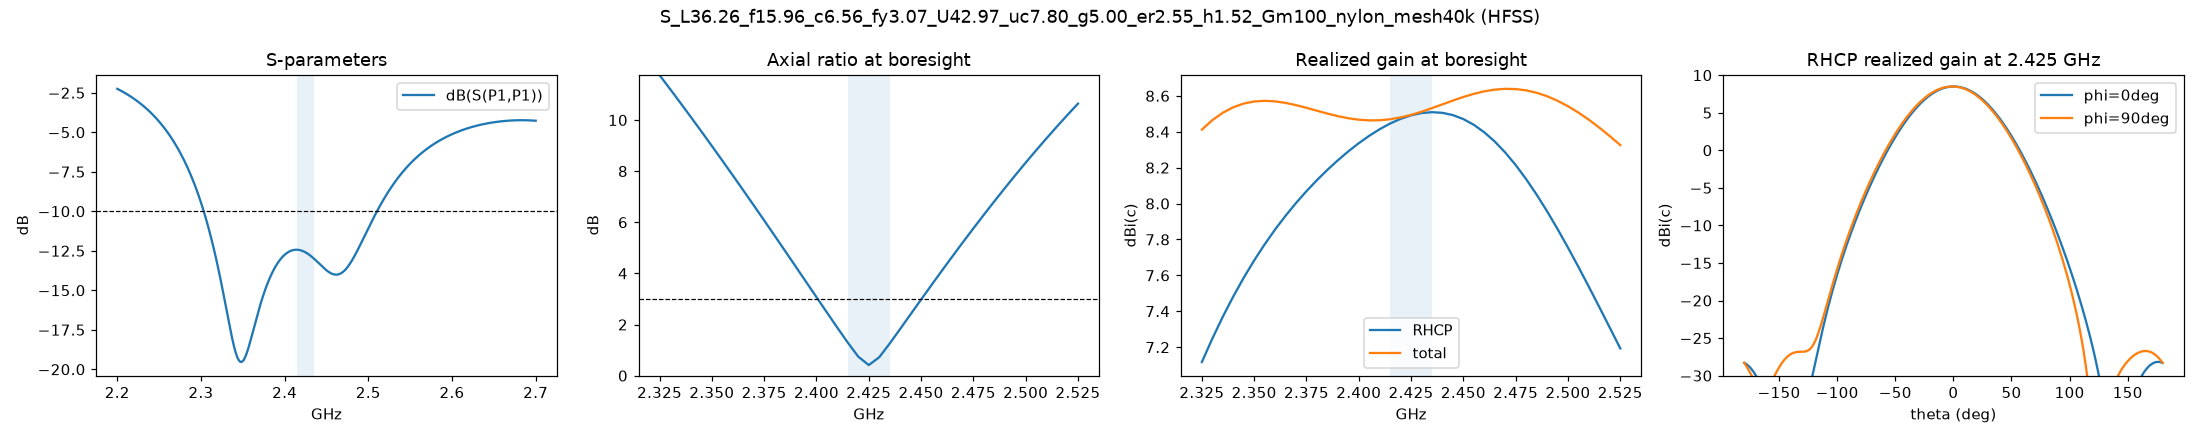 S_L36.26_f15.96_c6.56_fy3.07_U42.97_uc7.80_g5.00_er2.55_h1.52_Gm100_nylon_mesh40k (HFSS)
S-parameters
dB(S(P1,P1))
−2.5
−5.0
−7.5
−10.0
−12.5
−15.0
−17.5
−20.0
dB
2.2 2.3 2.4 2.5 2.6 2.7
GHz
Axial ratio at boresight
10
8
6
4
2
0
dB
2.325 2.350 2.375 2.400 2.425 2.450 2.475 2.500 2.525
GHz
Realized gain at boresight
8.6
8.4
8.2
8.0
7.8
7.6
7.4
7.2
dBi(c)
RHCP
total
2.325 2.350 2.375 2.400 2.425 2.450 2.475 2.500 2.525
GHz
RHCP realized gain at 2.425 GHz
phi=0deg
phi=90deg
10
5
0
−5
−10
−15
−20
−25
−30
dBi(c)
−150 −100 −50 0 50 100 150
theta (deg)